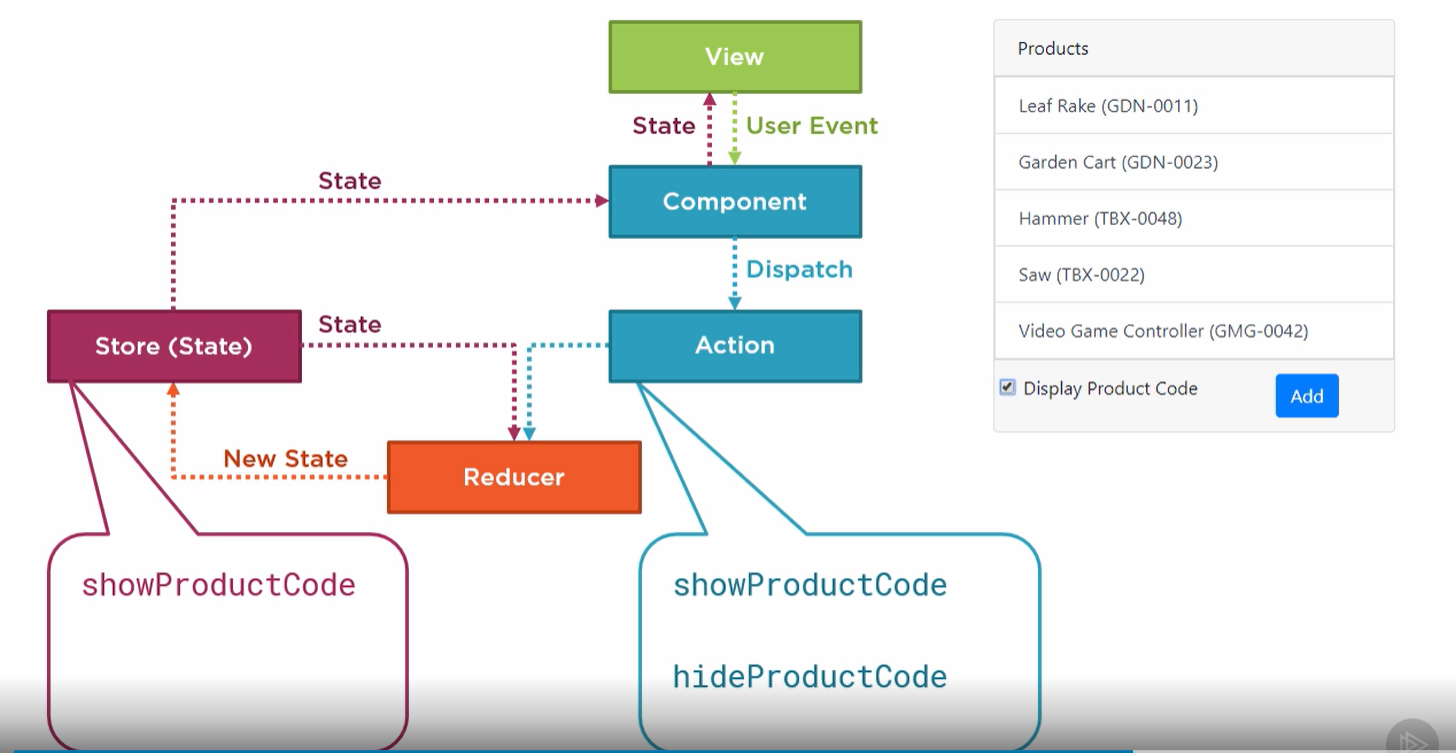 View
State
User Event
State
Component
Dispatch
Store (State)
State
Action
New State
Reducer
showProductCode
showProductCode
hideProductCode
Products
Leaf Rake (GDN-0011)
Garden Cart (GDN-0023)
Hammer (TBX-0048)
Saw (TBX-0022)
Video Game Controller (GMG-0042)
Display Product Code
Add